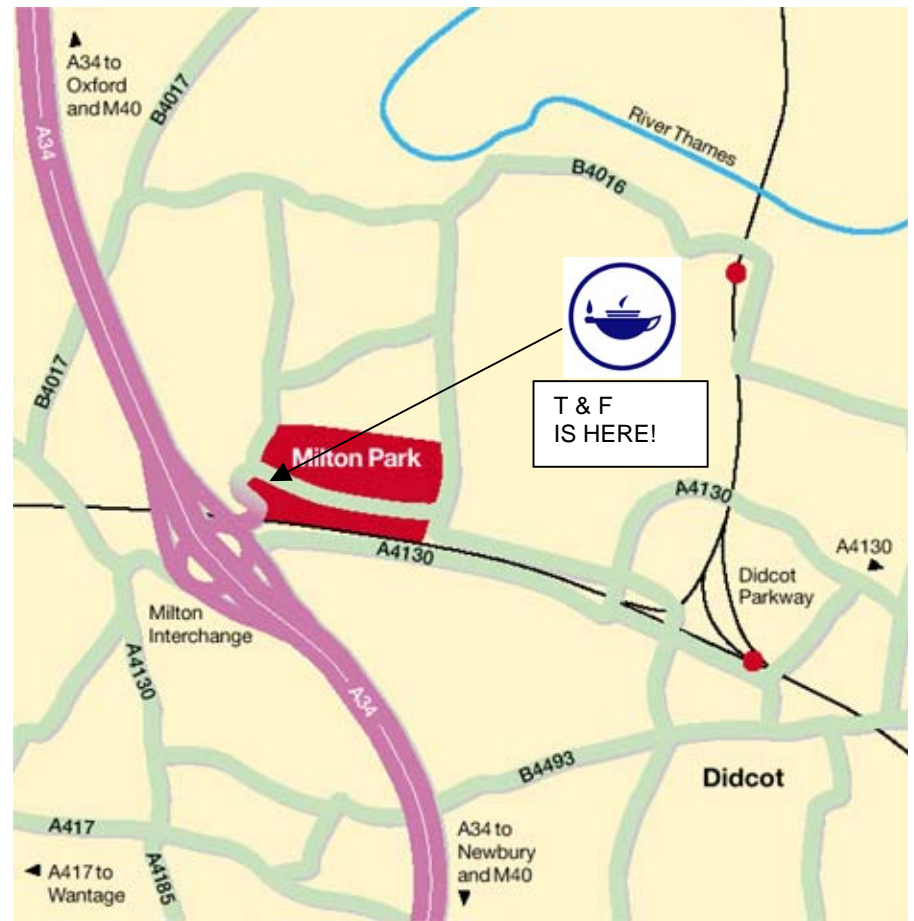 A34 to
Oxford
and M40
B4017
A34
River Thames
B4016
T & F
IS HERE!
B4017
Milton Park
A4130
A4130
A4130
Didcot
Parkway
Milton
Interchange
A4130
A34
B4493
Didcot
A417
A34 to
Newbury
and M40
A417 to
Wantage
A4185